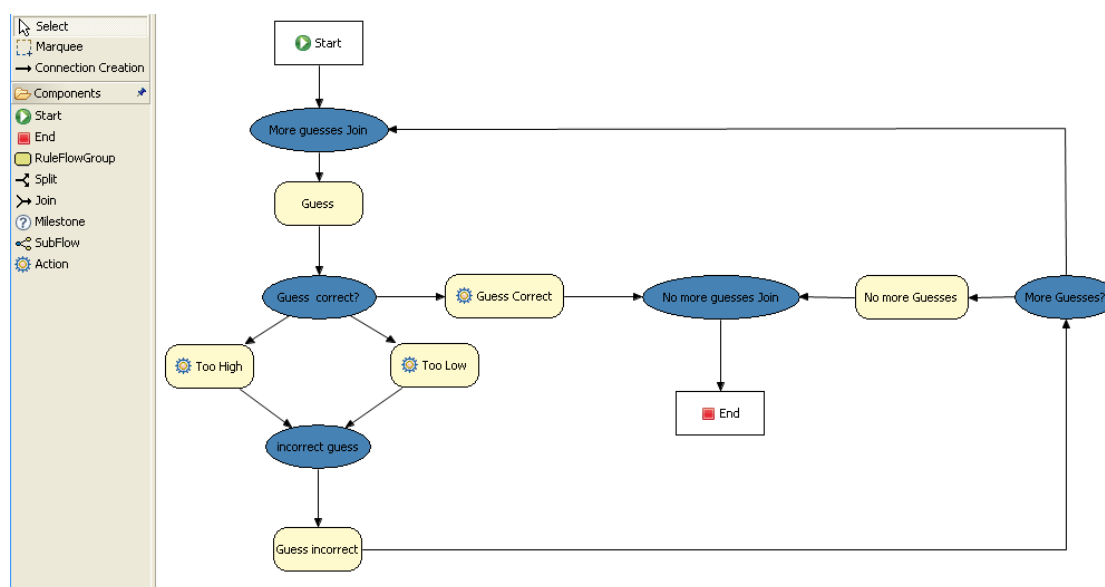 Select
Marquee
Connection Creation
Components
Start
End
RuleFlowGroup
Split
Join
Milestone
SubFlow
Action
Start
More guesses Join
Guess
Guess correct?
Guess Correct
No more guesses Join
No more Guesses
More Guesses?
Too High
Too Low
End
incorrect guess
Guess incorrect